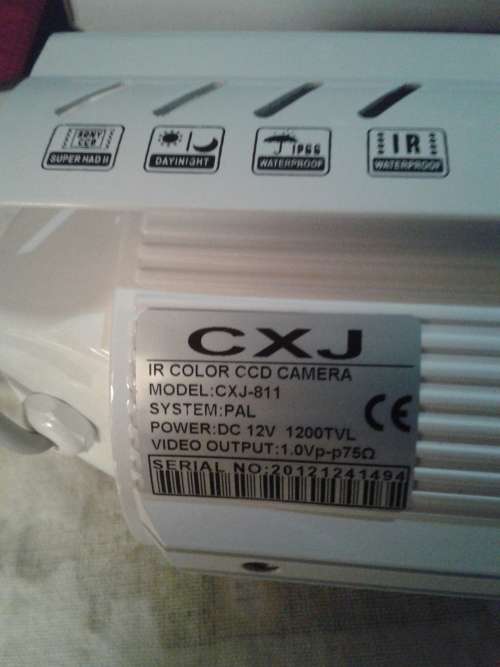 SONY
CCD
SUPER HAD II
DAY/NIGHT
IP66
WATERPROOF
IR
WATERPROOF
CXJ
IR COLOR CCD CAMERA
MODEL:CXJ-811
SYSTEM:PAL
POWER:DC 12V 1200TVL
VIDEO OUTPUT:1.0Vp-p75Ω
CE
SERIAL NO:20121241494